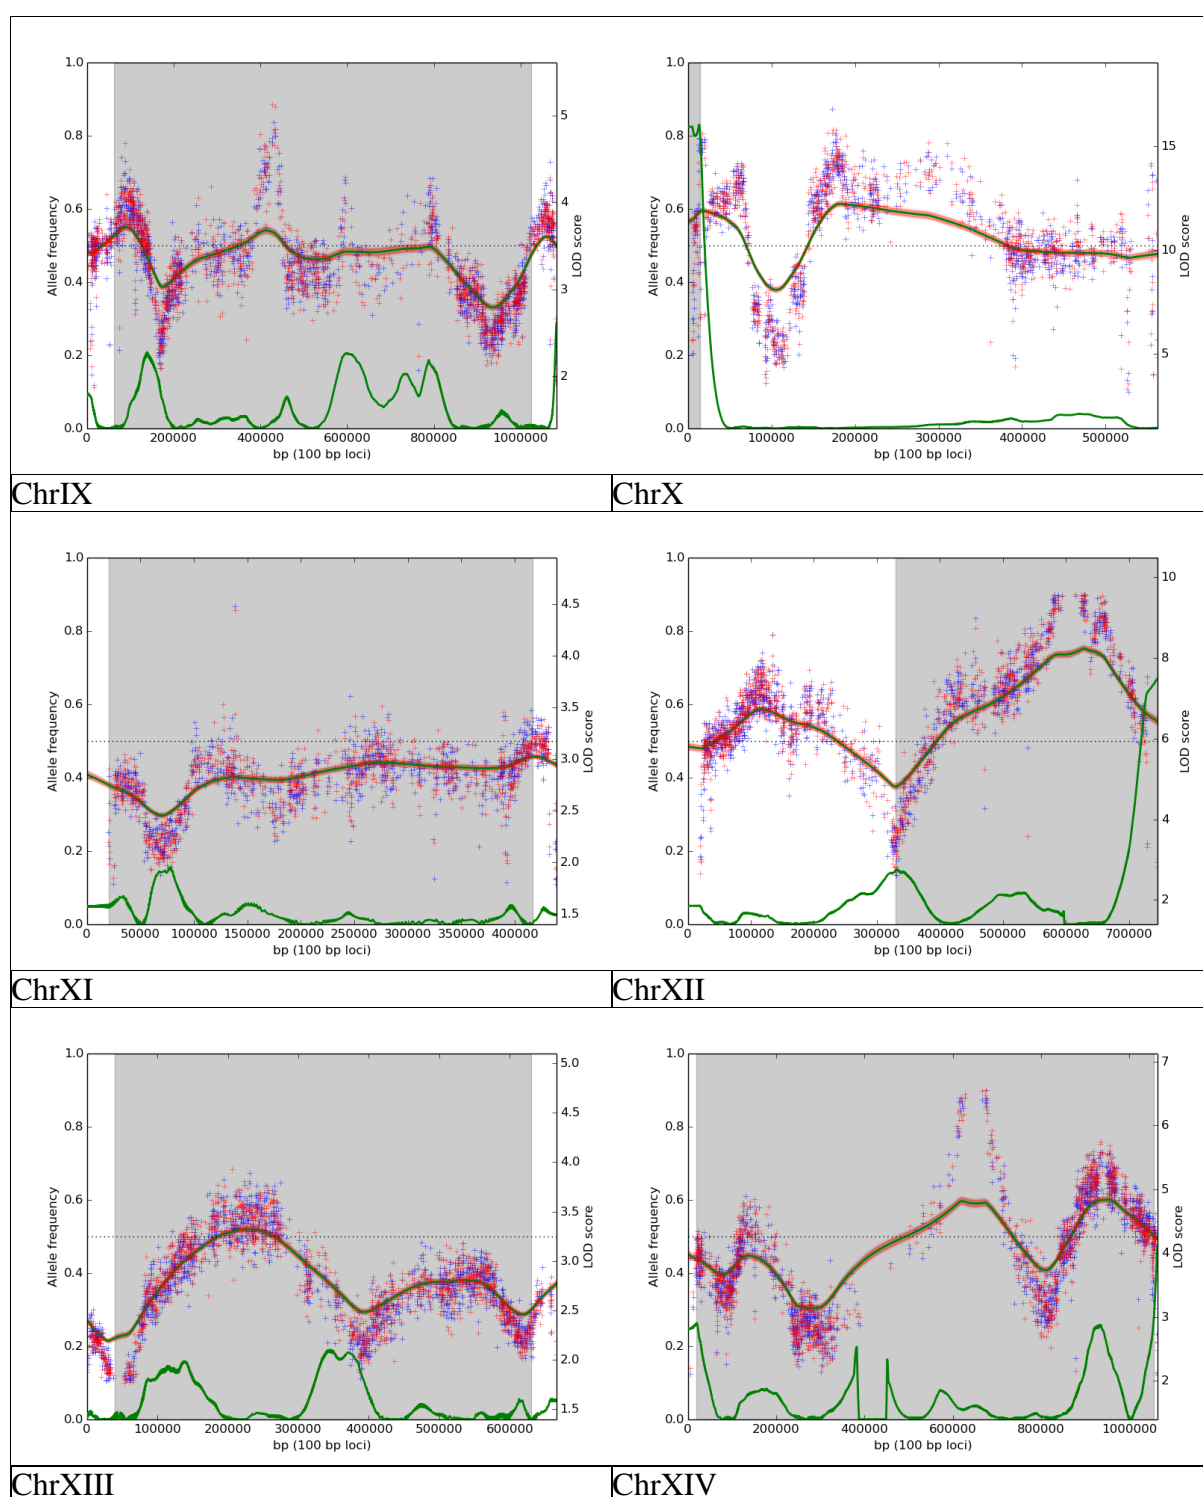 1.0
0.8
0.6
0.4
0.2
0.0
Allele frequency
5
4
3
2
LOD score
0 200000 400000 600000 800000 1000000
bp (100 bp loci)
1.0
0.8
0.6
0.4
0.2
0.0
Allele frequency
15
10
5
LOD score
0 100000 200000 300000 400000 500000
bp (100 bp loci)
ChrIX
ChrX
1.0
0.8
0.6
0.4
0.2
0.0
Allele frequency
4.5
4.0
3.5
3.0
2.5
2.0
1.5
LOD score
0 50000 100000 150000 200000 250000 300000 350000 400000
bp (100 bp loci)
1.0
0.8
0.6
0.4
0.2
0.0
Allele frequency
10
8
6
4
2
LOD score
0 100000 200000 300000 400000 500000 600000 700000
bp (100 bp loci)
ChrXI
ChrXII
1.0
0.8
0.6
0.4
0.2
0.0
Allele frequency
5.0
4.5
4.0
3.5
3.0
2.5
2.0
1.5
LOD score
0 100000 200000 300000 400000 500000 600000
bp (100 bp loci)
1.0
0.8
0.6
0.4
0.2
0.0
Allele frequency
7
6
5
4
3
2
LOD score
0 200000 400000 600000 800000 1000000
bp (100 bp loci)
ChrXIII
ChrXIV